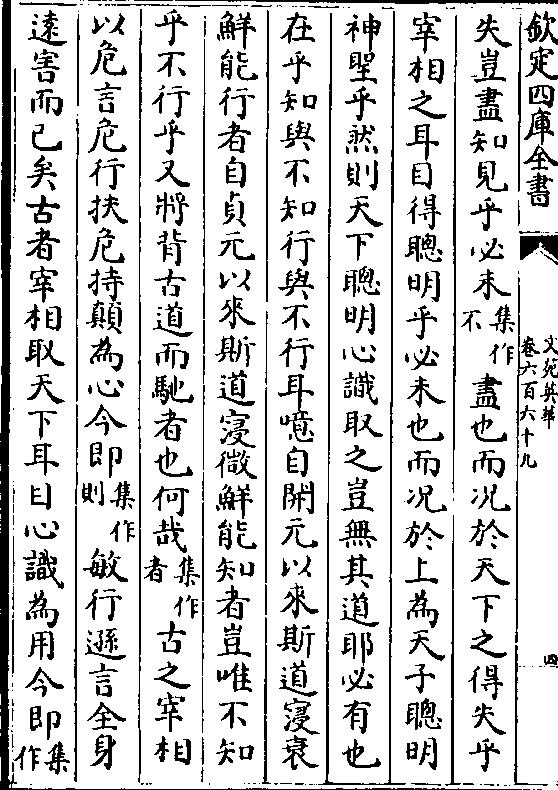 欽定四庫全書
文苑英華
卷六百六十九
四
失豈盡知見乎必未集作不盡也而況於天下之得失乎
宰相之耳目得聰明乎必未也而況於上為天子聰明
神聖乎然則天下聰明心識取之豈無其道耶必有也
在乎知與不知行與不行耳噫自開元以來斯道寖衰
鮮能行者自貞元以來斯道寖微鮮能知者豈唯不知
乎不行乎又將背古道而馳者也何哉集作者古之宰相
以危言危行扶危持顛為心今即集作則敏行遜言全身
遠害而已矣古者宰相取天下耳目心識為用今即集作